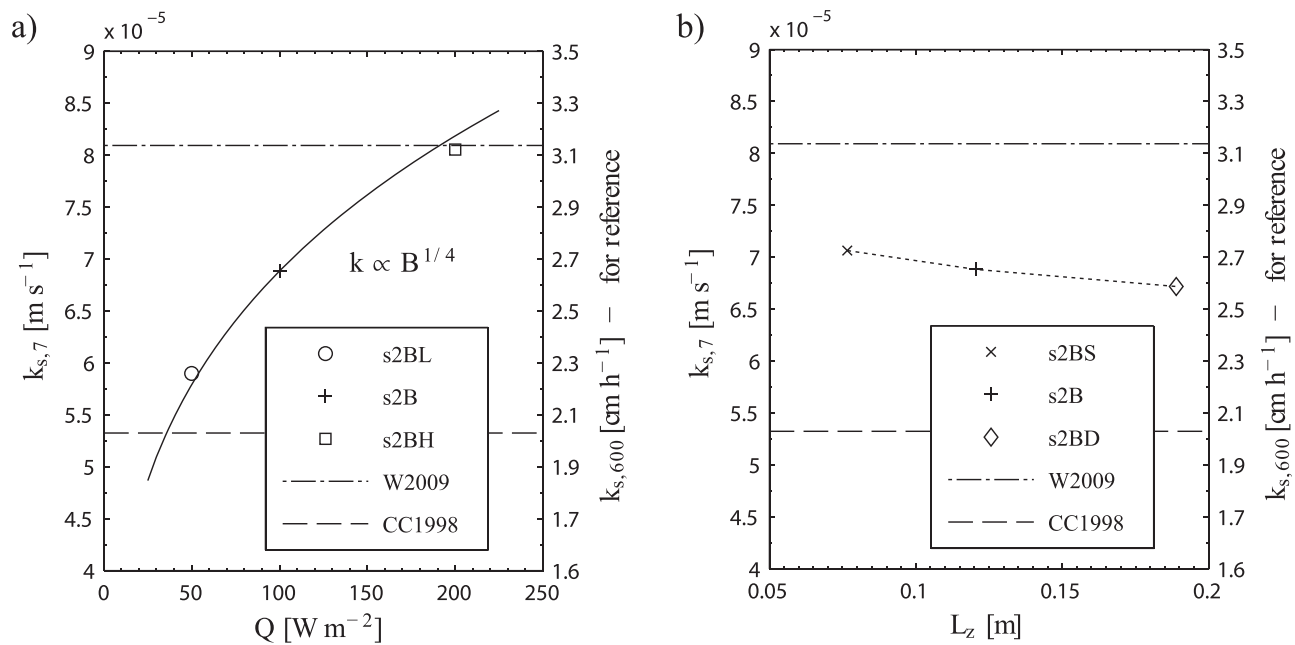 a)
× 10⁻⁵
9
8.5
8
7.5
7
6.5
6
5.5
5
4.5
4
3.5
3.3
3.1
2.9
2.7
2.5
2.3
2.1
1.9
1.7
1.6
0
50
100
150
200
250
kₛ,₇ [m s⁻¹]
kₛ,₆₀₀ [cm h⁻¹] – for reference
Q [W m⁻²]
k ∝ B¹ᐟ⁴
s2BL
s2B
s2BH
W2009
CC1998
b)
× 10⁻⁵
9
8.5
8
7.5
7
6.5
6
5.5
5
4.5
4
3.5
3.3
3.1
2.9
2.7
2.5
2.3
2.1
1.9
1.7
1.6
0.05
0.1
0.15
0.2
kₛ,₇ [m s⁻¹]
kₛ,₆₀₀ [cm h⁻¹] – for reference
L_z [m]
s2BS
s2B
s2BD
W2009
CC1998